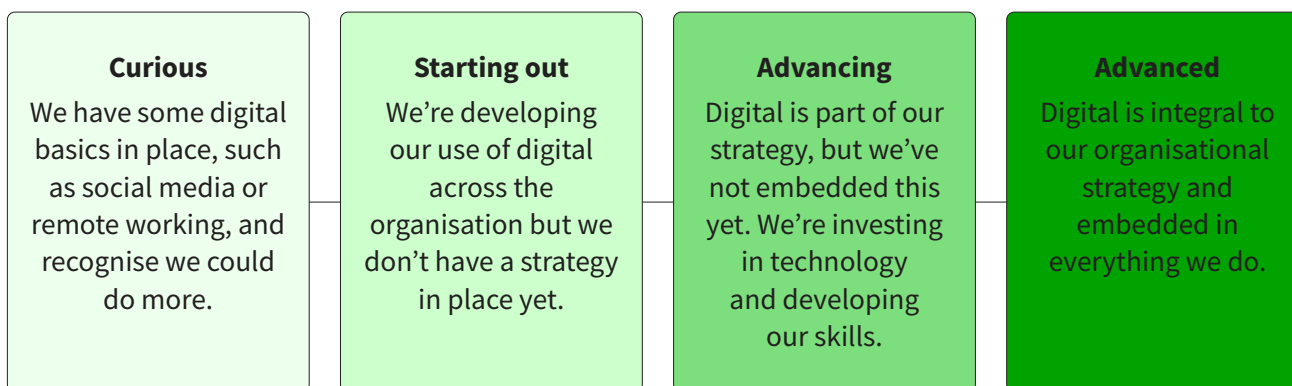 Curious
We have some digital
basics in place, such
as social media or
remote working, and
recognise we could
do more.
Starting out
We’re developing
our use of digital
across the
organisation but we
don’t have a strategy
in place yet.
Advancing
Digital is part of our
strategy, but we’ve
not embedded this
yet. We’re investing
in technology
and developing
our skills.
Advanced
Digital is integral to
our organisational
strategy and
embedded in
everything we do.